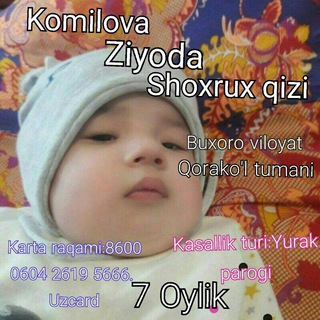 Komilova
Ziyoda
Shoxrux qizi
Buxoro viloyat
Qorako'l tumani
Karta raqami:8600
0604 2619 5666.
Uzcard
Kasallik turi:Yurak
parogi
7 Oylik